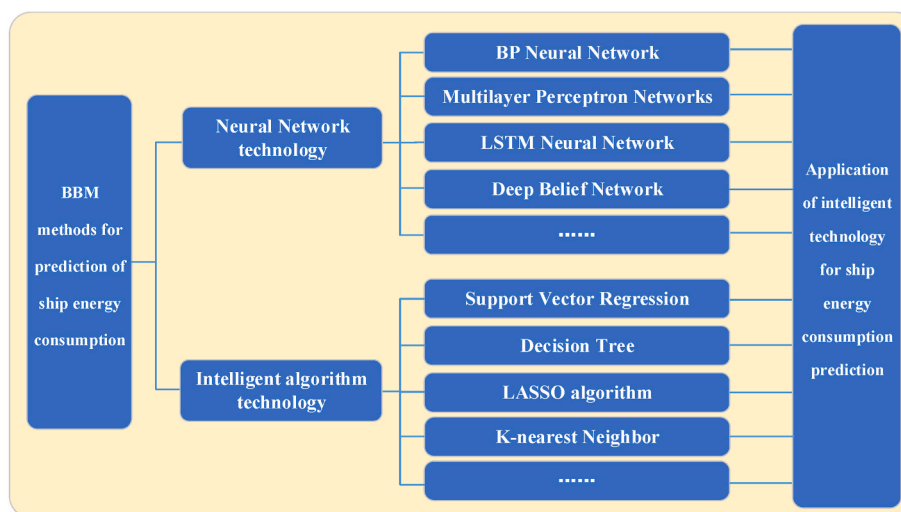 BBM
methods for
prediction of
ship energy
consumption
Neural Network
technology
Intelligent algorithm
technology
BP Neural Network
Multilayer Perceptron Networks
LSTM Neural Network
Deep Belief Network
......
Support Vector Regression
Decision Tree
LASSO algorithm
K-nearest Neighbor
......
Application
of intelligent
technology
for ship
energy
consumption
prediction